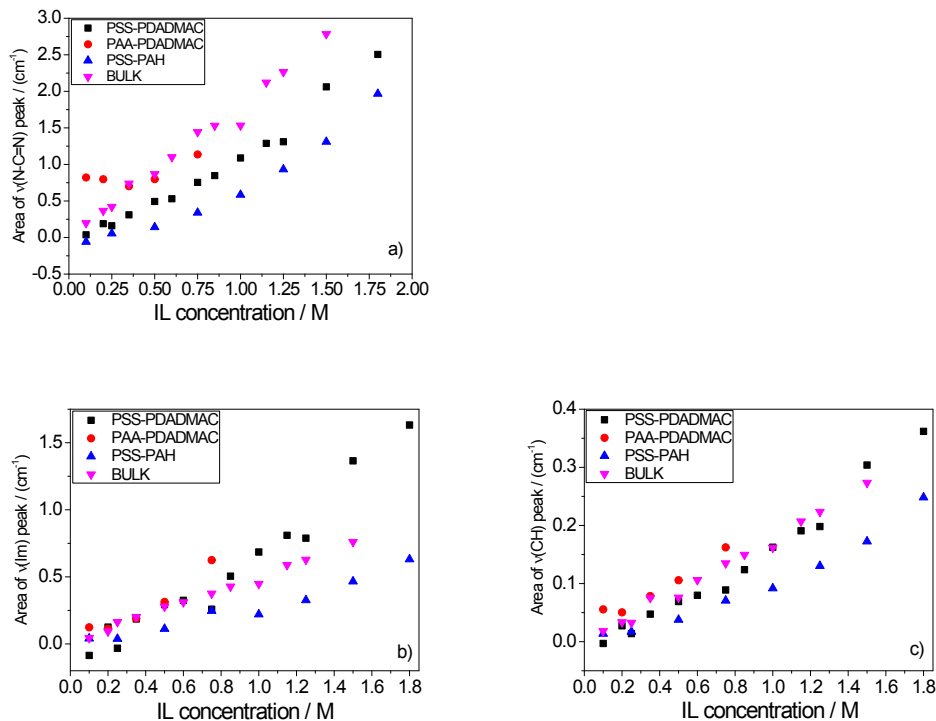 PSS-PDADMAC
PAA-PDADMAC
PSS-PAH
BULK
Area of ν(N-C=N) peak / (cm⁻¹)
3.0
2.5
2.0
1.5
1.0
0.5
0.0
-0.5
0.00 0.25 0.50 0.75 1.00 1.25 1.50 1.75 2.00
IL concentration / M
a)
PSS-PDADMAC
PAA-PDADMAC
PSS-PAH
BULK
Area of ν(Im) peak / (cm⁻¹)
1.5
1.0
0.5
0.0
0.0 0.2 0.4 0.6 0.8 1.0 1.2 1.4 1.6 1.8
IL concentration / M
b)
PSS-PDADMAC
PAA-PDADMAC
PSS-PAH
BULK
Area of ν(CH) peak / (cm⁻¹)
0.4
0.3
0.2
0.1
0.0
0.0 0.2 0.4 0.6 0.8 1.0 1.2 1.4 1.6 1.8
IL concentration / M
c)